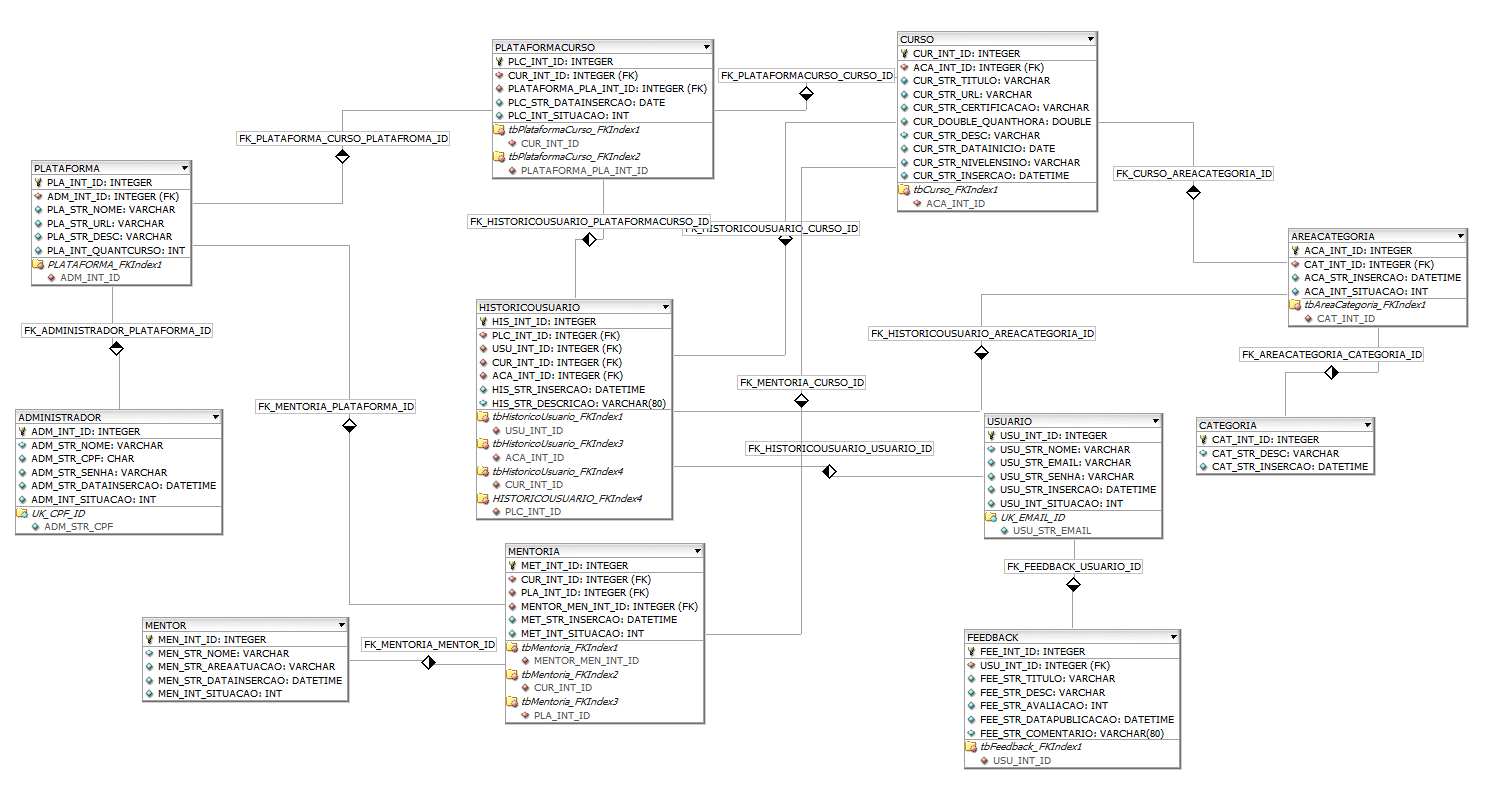 PLATAFORMACURSO
PLC_INT_ID: INTEGER
CUR_INT_ID: INTEGER (FK)
PLATAFORMA_PLA_INT_ID: INTEGER (FK)
PLC_STR_DATAINSERCAO: DATE
PLC_INT_SITUACAO: INT
tbPlataformaCurso_FKIndex1
CUR_INT_ID
tbPlataformaCurso_FKIndex2
PLATAFORMA_PLA_INT_ID
FK_PLATAFORMACURSO_CURSO_ID
CURSO
CUR_INT_ID: INTEGER
ACA_INT_ID: INTEGER (FK)
CUR_STR_TITULO: VARCHAR
CUR_STR_URL: VARCHAR
CUR_STR_CERTIFICACAO: VARCHAR
CUR_DOUBLE_QUANTHORA: DOUBLE
CUR_STR_DESC: VARCHAR
CUR_STR_DATAINICIO: DATE
CUR_STR_NIVELENSINO: VARCHAR
CUR_STR_INSERCAO: DATETIME
tbCurso_FKIndex1
ACA_INT_ID
FK_PLATAFORMA_CURSO_PLATAFROMA_ID
PLATAFORMA
PLA_INT_ID: INTEGER
ADM_INT_ID: INTEGER (FK)
PLA_STR_NOME: VARCHAR
PLA_STR_URL: VARCHAR
PLA_STR_DESC: VARCHAR
PLA_INT_QUANTCURSO: INT
PLATAFORMA_FKIndex1
ADM_INT_ID
FK_CURSO_AREACATEGORIA_ID
FK_HISTORICOUSUARIO_PLATAFORMACURSO_ID
FK_HISTORICOUSUARIO_CURSO_ID
AREACATEGORIA
ACA_INT_ID: INTEGER
CAT_INT_ID: INTEGER (FK)
ACA_STR_INSERCAO: DATETIME
ACA_INT_SITUACAO: INT
tbAreaCategoria_FKIndex1
CAT_INT_ID
HISTORICOUSUARIO
HIS_INT_ID: INTEGER
PLC_INT_ID: INTEGER (FK)
USU_INT_ID: INTEGER (FK)
CUR_INT_ID: INTEGER (FK)
ACA_INT_ID: INTEGER (FK)
HIS_STR_INSERCAO: DATETIME
HIS_STR_DESCRICAO: VARCHAR(80)
tbHistoricoUsuario_FKIndex1
USU_INT_ID
tbHistoricoUsuario_FKIndex3
ACA_INT_ID
tbHistoricoUsuario_FKIndex4
CUR_INT_ID
HISTORICOUSUARIO_FKIndex4
PLC_INT_ID
FK_ADMINISTRADOR_PLATAFORMA_ID
FK_HISTORICOUSUARIO_AREACATEGORIA_ID
FK_AREACATEGORIA_CATEGORIA_ID
FK_MENTORIA_CURSO_ID
FK_MENTORIA_PLATAFORMA_ID
ADMINISTRADOR
ADM_INT_ID: INTEGER
ADM_STR_NOME: VARCHAR
ADM_STR_CPF: CHAR
ADM_STR_SENHA: VARCHAR
ADM_STR_DATAINSERCAO: DATETIME
ADM_INT_SITUACAO: INT
UK_CPF_ID
ADM_STR_CPF
FK_HISTORICOUSUARIO_USUARIO_ID
USUARIO
USU_INT_ID: INTEGER
USU_STR_NOME: VARCHAR
USU_STR_EMAIL: VARCHAR
USU_STR_SENHA: VARCHAR
USU_STR_INSERCAO: DATETIME
USU_INT_SITUACAO: INT
UK_EMAIL_ID
USU_STR_EMAIL
CATEGORIA
CAT_INT_ID: INTEGER
CAT_STR_DESC: VARCHAR
CAT_STR_INSERCAO: DATETIME
MENTORIA
MET_INT_ID: INTEGER
CUR_INT_ID: INTEGER (FK)
PLA_INT_ID: INTEGER (FK)
MENTOR_MEN_INT_ID: INTEGER (FK)
MET_STR_INSERCAO: DATETIME
MET_INT_SITUACAO: INT
tbMentoria_FKIndex1
MENTOR_MEN_INT_ID
tbMentoria_FKIndex2
CUR_INT_ID
tbMentoria_FKIndex3
PLA_INT_ID
FK_FEEDBACK_USUARIO_ID
MENTOR
MEN_INT_ID: INTEGER
MEN_STR_NOME: VARCHAR
MEN_STR_AREAATUACAO: VARCHAR
MEN_STR_DATAINSERCAO: DATETIME
MEN_INT_SITUACAO: INT
FK_MENTORIA_MENTOR_ID
FEEDBACK
FEE_INT_ID: INTEGER
USU_INT_ID: INTEGER (FK)
FEE_STR_TITULO: VARCHAR
FEE_STR_DESC: VARCHAR
FEE_STR_AVALIACAO: INT
FEE_STR_DATAPUBLICACAO: DATETIME
FEE_STR_COMENTARIO: VARCHAR(80)
tbFeedback_FKIndex1
USU_INT_ID